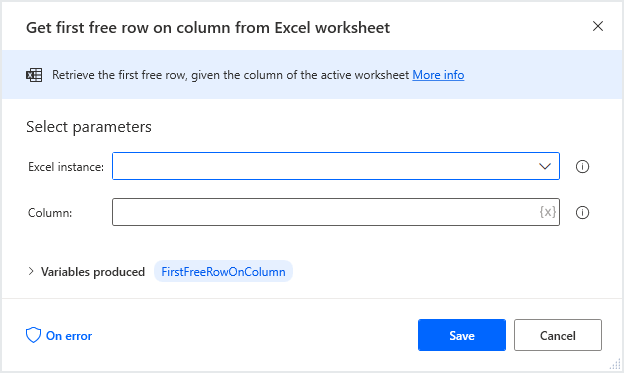 Get first free row on column from Excel worksheet
Retrieve the first free row, given the column of the active worksheet More info
Select parameters
Excel instance:
Column:
{x}
Variables produced FirstFreeRowOnColumn
On error
Save
Cancel